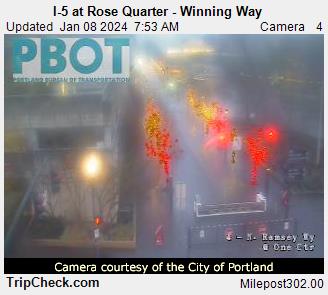 I-5 at Rose Quarter - Winning Way
Updated Jan 08 2024 7:53 AM Camera 4
PBOT
PORTLAND BUREAU OF TRANSPORTATION
4 - N. Ramsey Wy
W One Ctr
Camera courtesy of the City of Portland
TripCheck.com Milepost302.00